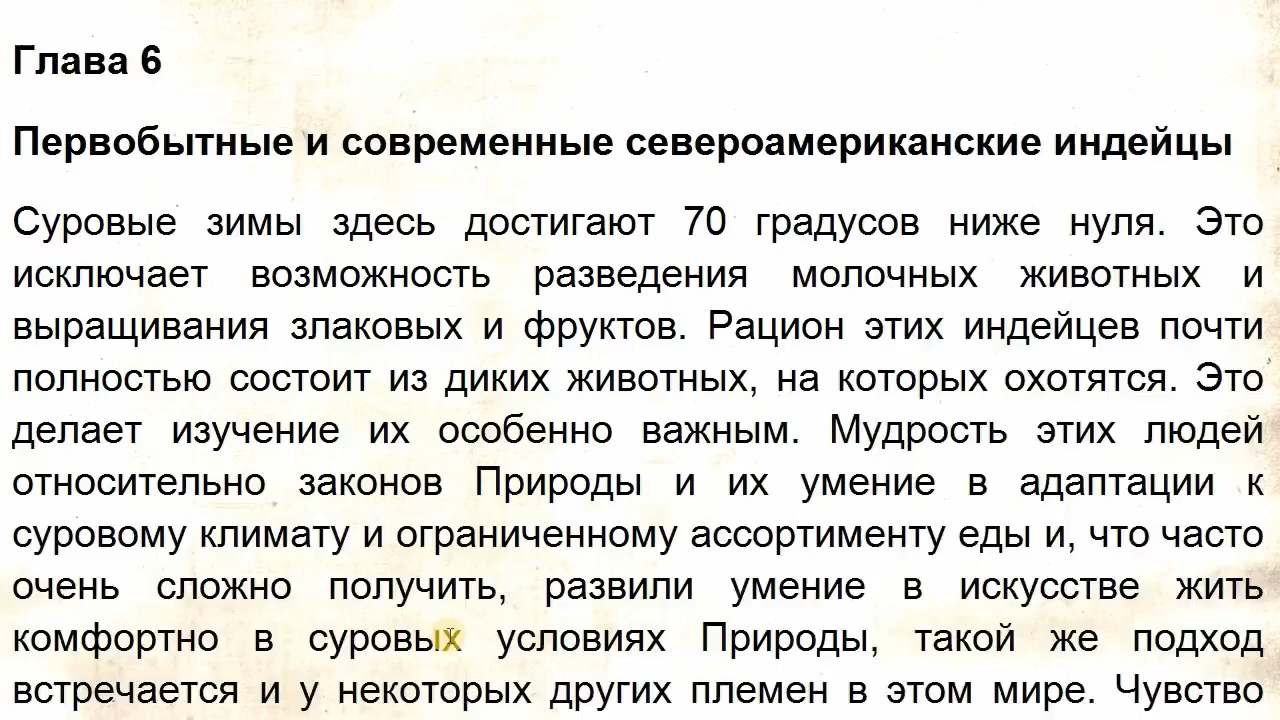 Глава 6
Первобытные и современные североамериканские индейцы
Суровые зимы здесь достигают 70 градусов ниже нуля. Это
исключает возможность разведения молочных животных и
выращивания злаковых и фруктов. Рацион этих индейцев почти
полностью состоит из диких животных, на которых охотятся. Это
делает изучение их особенно важным. Мудрость этих людей
относительно законов Природы и их умение в адаптации к
суровому климату и ограниченному ассортименту еды и, что часто
очень сложно получить, развили умение в искусстве жить
комфортно в суровых условиях Природы, такой же подход
встречается и у некоторых других племен в этом мире. Чувство